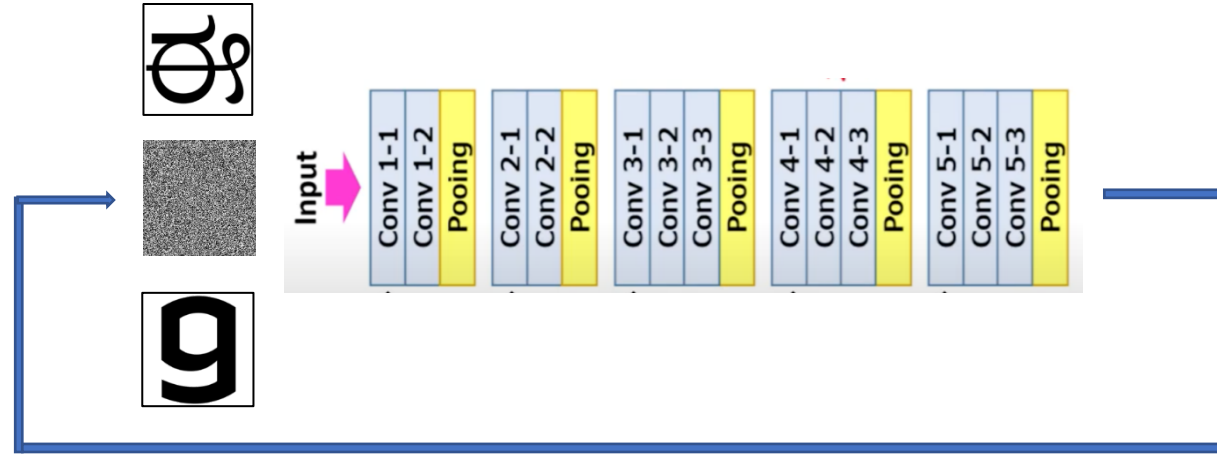 Input
Conv 1-1
Conv 1-2
Pooing
Conv 2-1
Conv 2-2
Pooing
Conv 3-1
Conv 3-2
Conv 3-3
Pooing
Conv 4-1
Conv 4-2
Conv 4-3
Pooing
Conv 5-1
Conv 5-2
Conv 5-3
Pooing
g